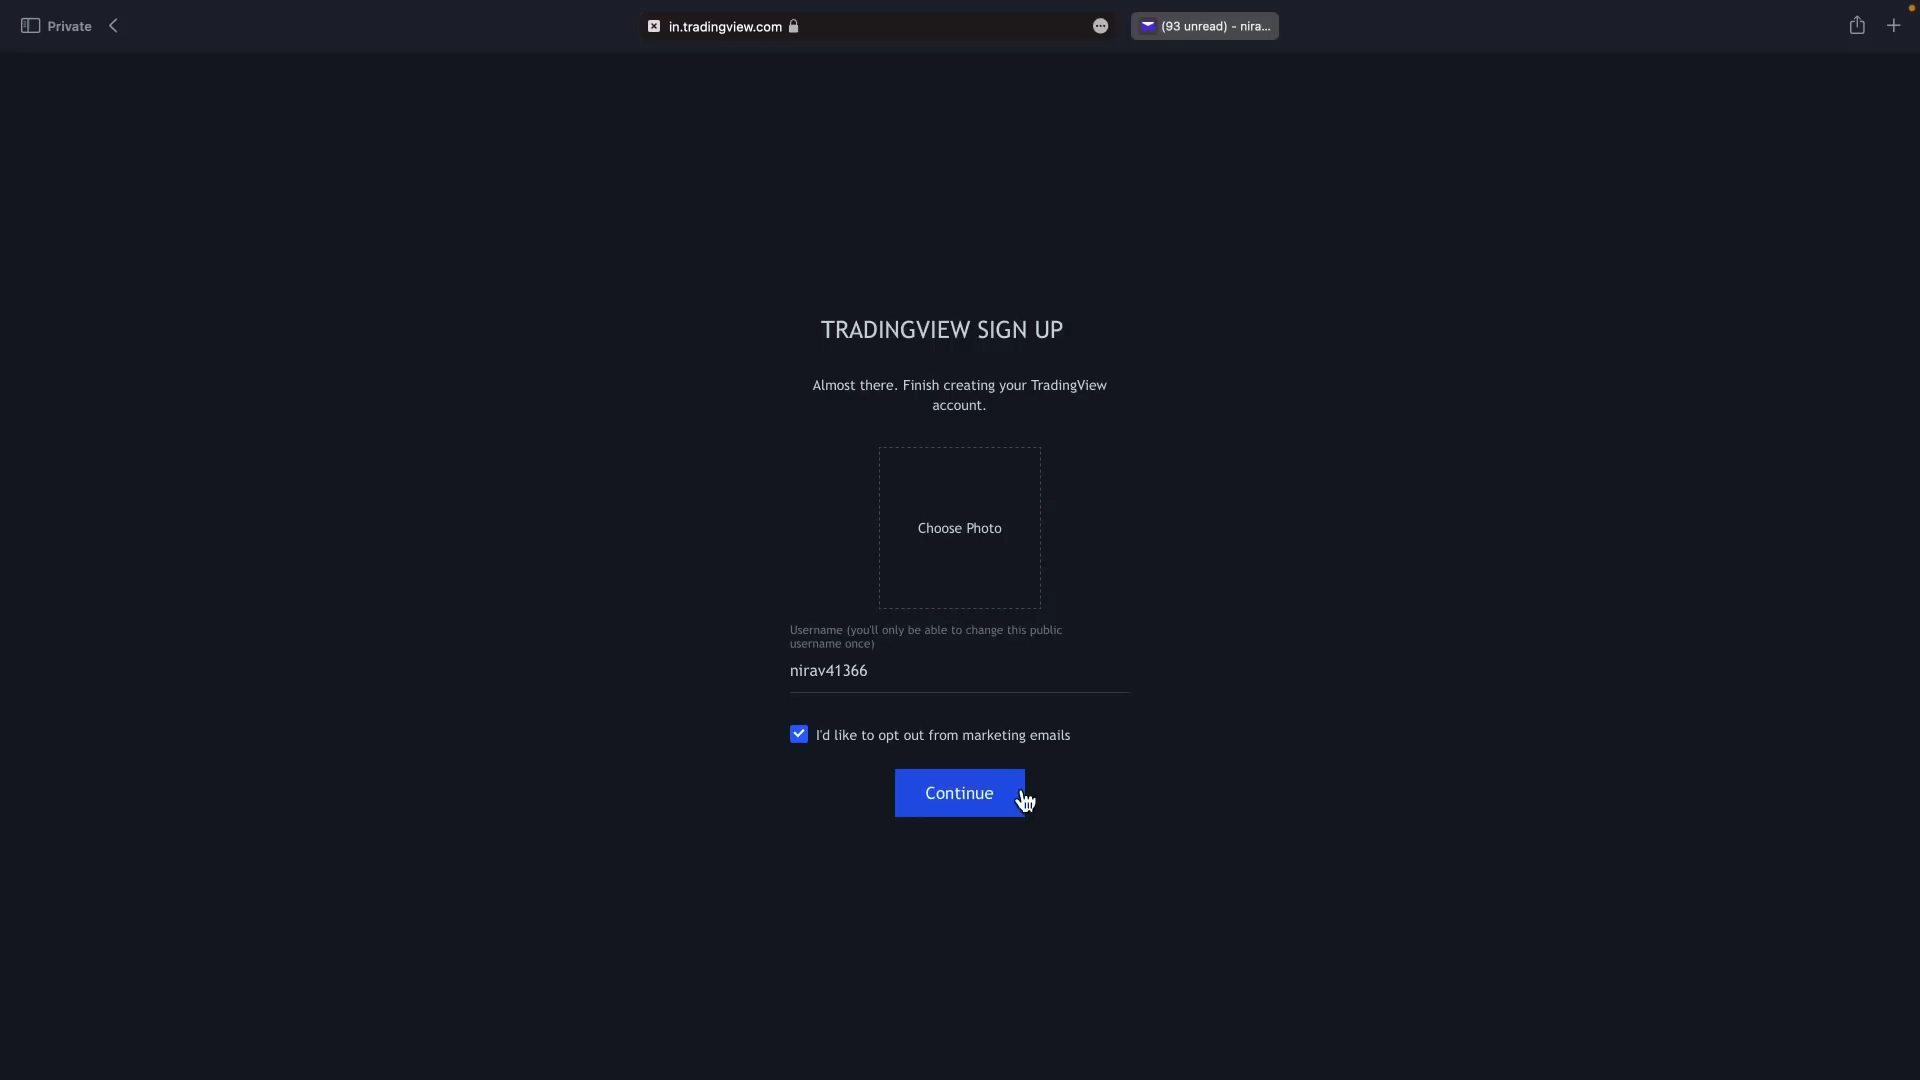 Private
in.tradingview.com
(93 unread) - nira...
TRADINGVIEW SIGN UP
Almost there. Finish creating your TradingView
account.
Choose Photo
Username (you'll only be able to change this public
username once)
nirav41366
I'd like to opt out from marketing emails
Continue